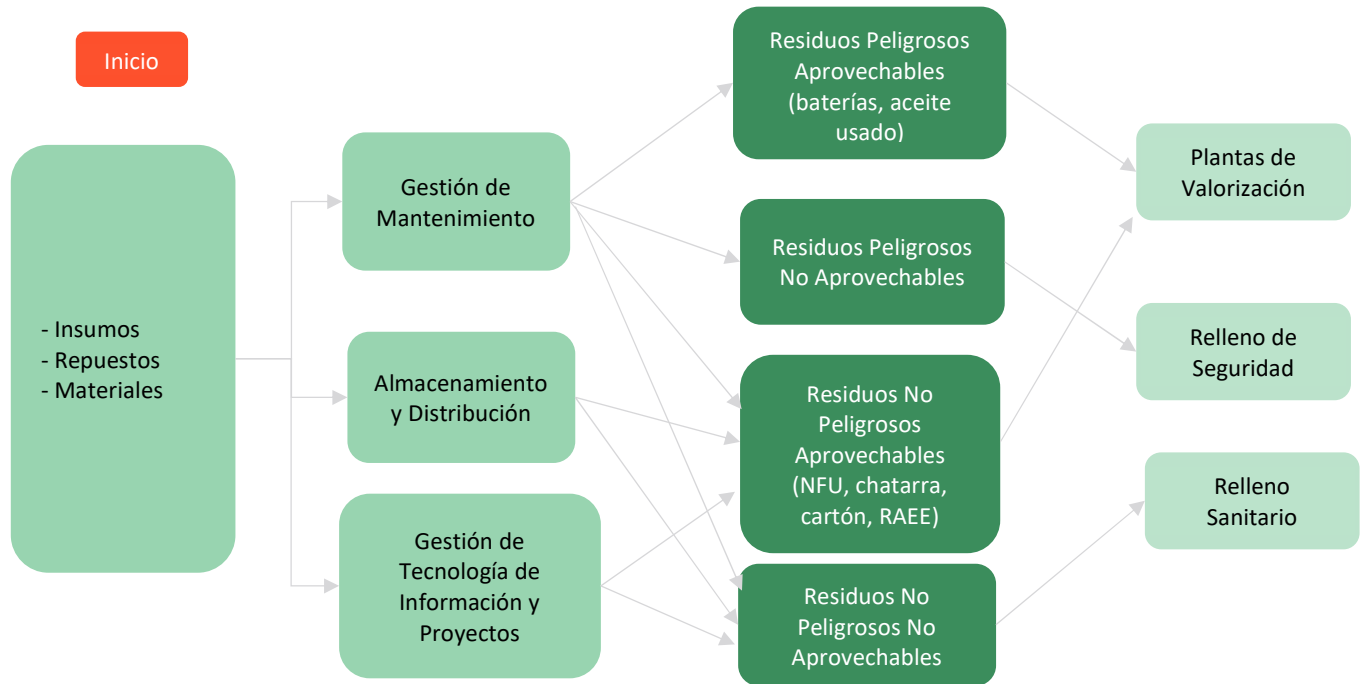 Inicio
- Insumos
- Repuestos
- Materiales
Gestión de
Mantenimiento
Almacenamiento
y Distribución
Gestión de
Tecnología de
Información y
Proyectos
Residuos Peligrosos
Aprovechables
(baterías, aceite
usado)
Residuos Peligrosos
No Aprovechables
Residuos No
Peligrosos
Aprovechables
(NFU, chatarra,
cartón, RAEE)
Residuos No
Peligrosos No
Aprovechables
Plantas de
Valorización
Relleno de
Seguridad
Relleno
Sanitario